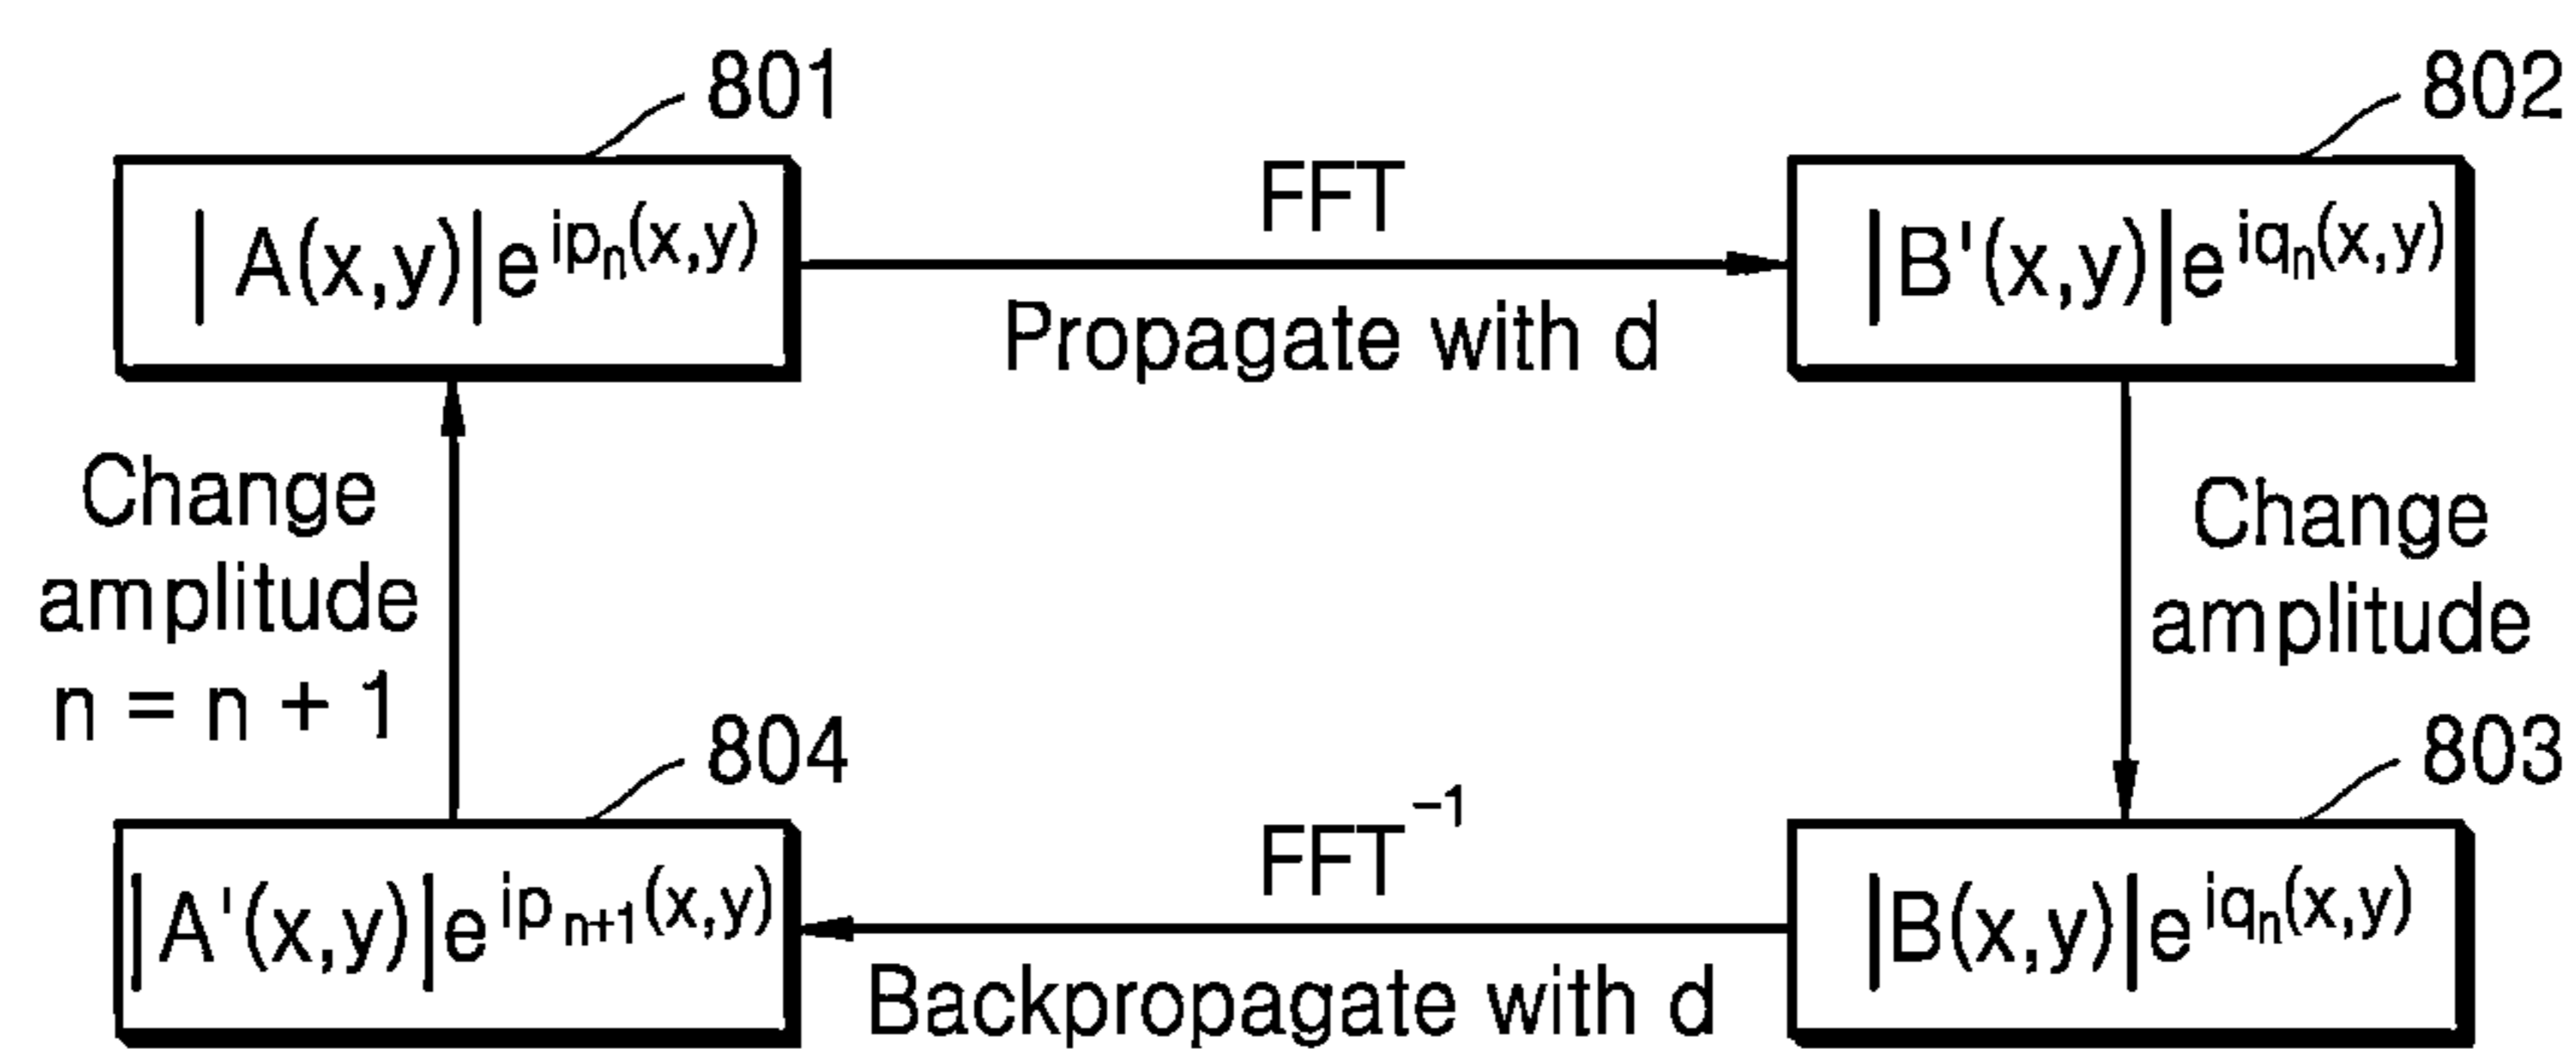 801
802
|A(x,y)|e^{ip_n(x,y)}
FFT
Propagate with d
|B'(x,y)|e^{iq_n(x,y)}
Change
amplitude
n = n + 1
Change
amplitude
804
803
|A'(x,y)|e^{ip_{n+1}(x,y)}
FFT^{-1}
Backpropagate with d
|B(x,y)|e^{iq_n(x,y)}